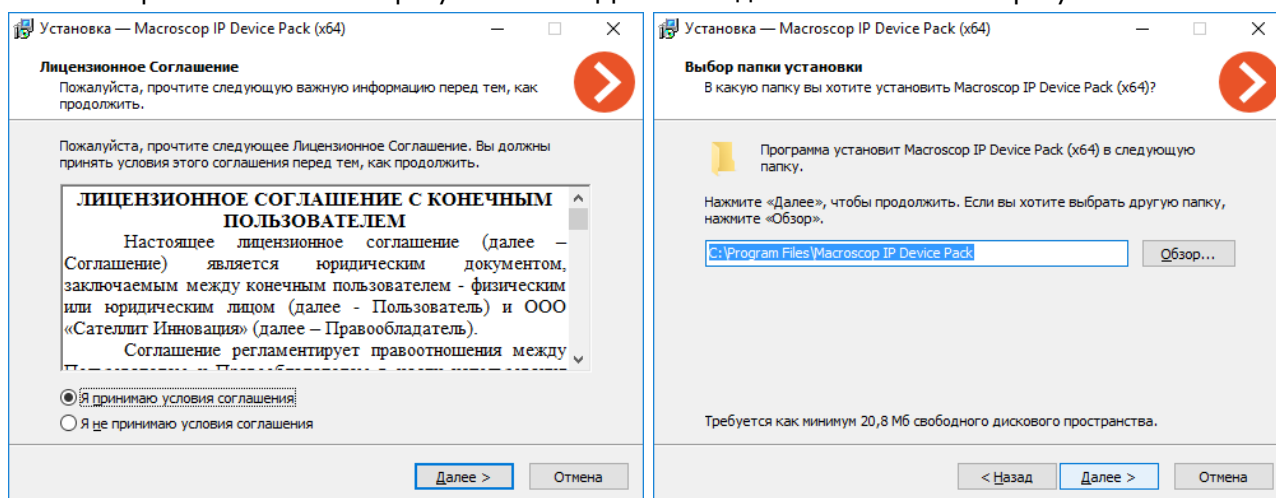 Установка — Macroscop IP Device Pack (x64)
Лицензионное Соглашение
Пожалуйста, прочтите следующую важную информацию перед тем, как
продолжить.
Пожалуйста, прочтите следующее Лицензионное Соглашение. Вы должны
принять условия этого соглашения перед тем, как продолжить.
ЛИЦЕНЗИОННОЕ СОГЛАШЕНИЕ С КОНЕЧНЫМ
ПОЛЬЗОВАТЕЛЕМ
Настоящее лицензионное соглашение (далее –
Соглашение) является юридическим документом,
заключаемым между конечным пользователем - физическим
или юридическим лицом (далее - Пользователь) и ООО
«Сателлит Инновация» (далее – Правообладатель).
Соглашение регламентирует правоотношения между
Я принимаю условия соглашения
Я не принимаю условия соглашения
Далее >
Отмена
Установка — Macroscop IP Device Pack (x64)
Выбор папки установки
В какую папку вы хотите установить Macroscop IP Device Pack (x64)?
Программа установит Macroscop IP Device Pack (x64) в следующую
папку.
Нажмите «Далее», чтобы продолжить. Если вы хотите выбрать другую папку,
нажмите «Обзор».
C:\Program Files\Macroscop IP Device Pack
Обзор...
Требуется как минимум 20,8 Мб свободного дискового пространства.
< Назад
Далее >
Отмена